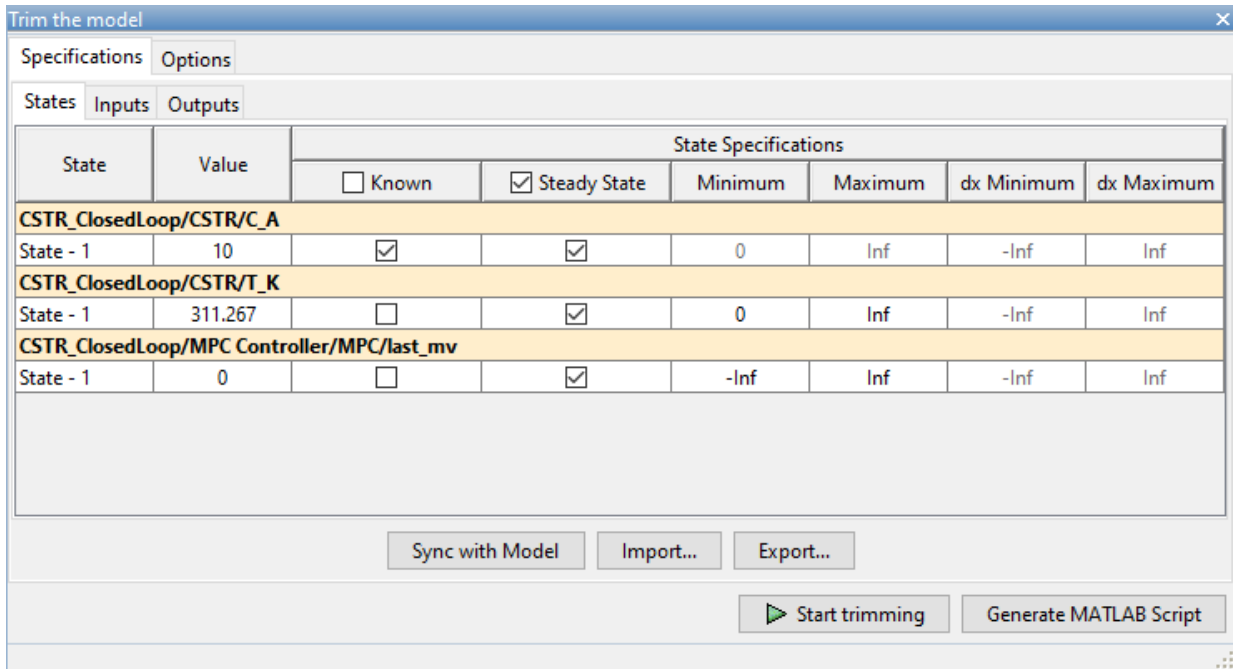 Trim the model
Specifications Options
States Inputs Outputs
State Value State Specifications
Known Steady State Minimum Maximum dx Minimum dx Maximum
CSTR_ClosedLoop/CSTR/C_A
State - 1 10 0 Inf -Inf Inf
CSTR_ClosedLoop/CSTR/T_K
State - 1 311.267 0 Inf -Inf Inf
CSTR_ClosedLoop/MPC Controller/MPC/last_mv
State - 1 0 -Inf Inf -Inf Inf
Sync with Model Import... Export...
Start trimming Generate MATLAB Script